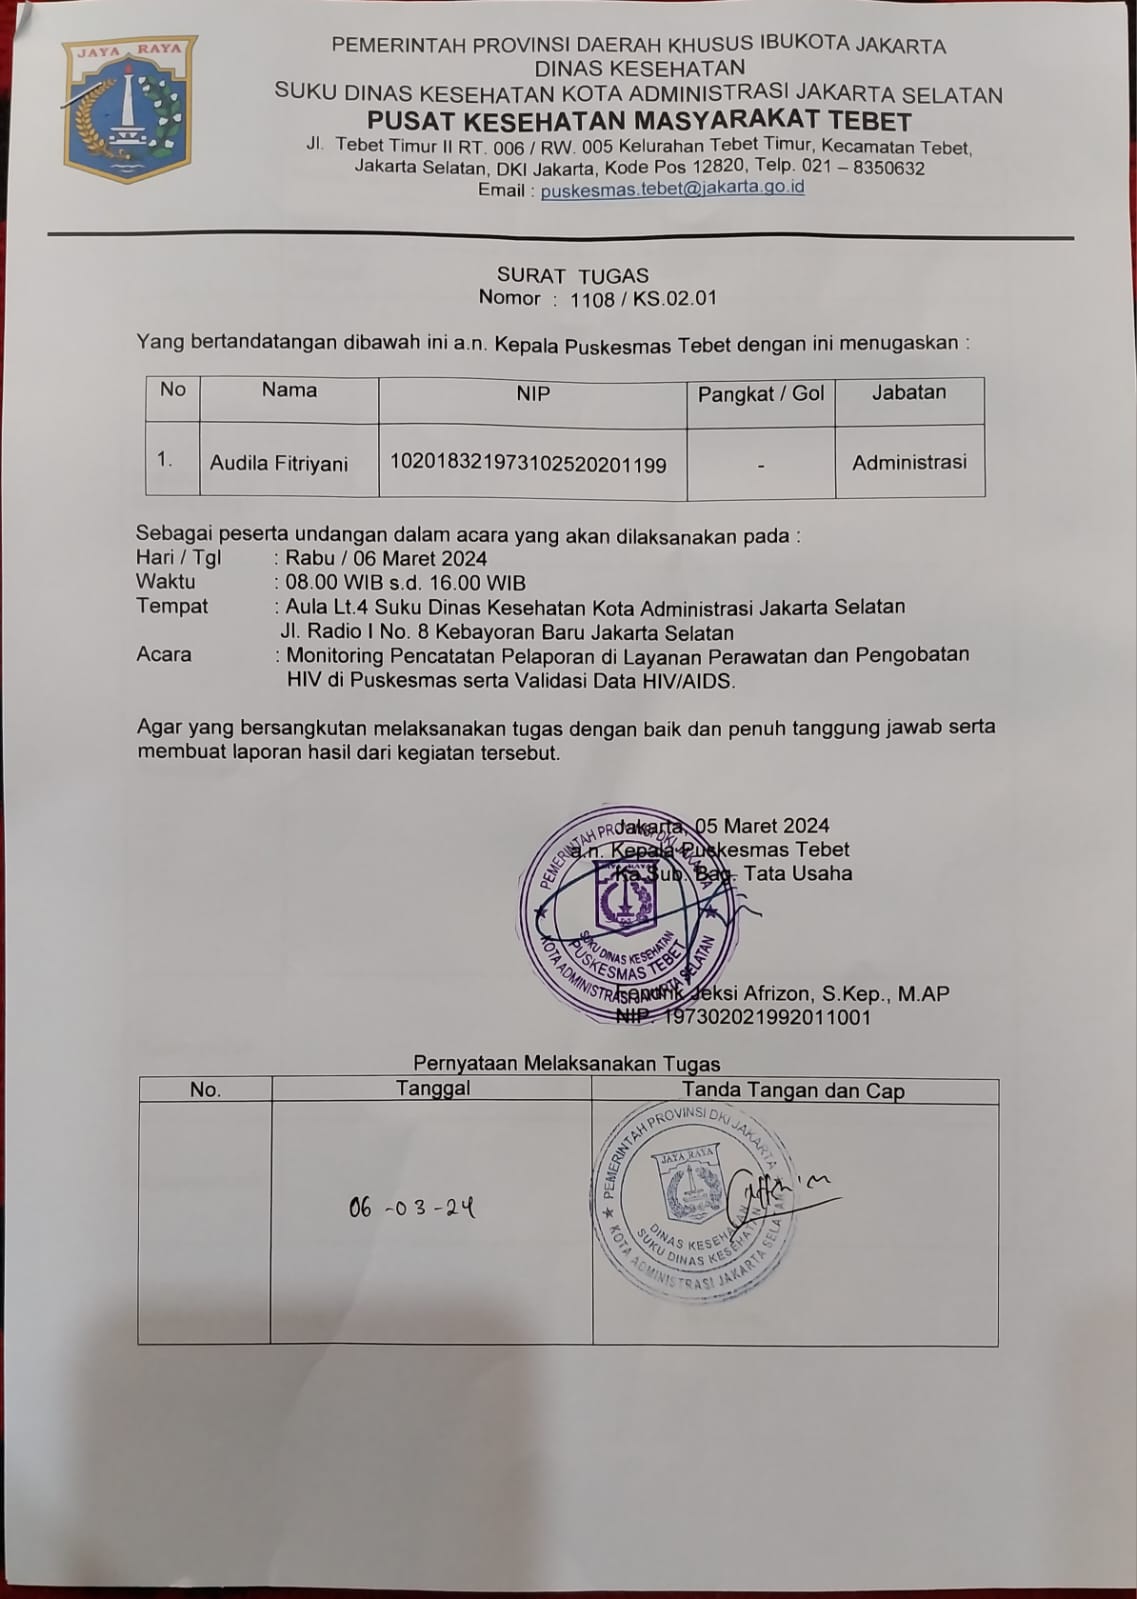 JAYA RAYA
PEMERINTAH PROVINSI DAERAH KHUSUS IBUKOTA JAKARTA
DINAS KESEHATAN
SUKU DINAS KESEHATAN KOTA ADMINISTRASI JAKARTA SELATAN
PUSAT KESEHATAN MASYARAKAT TEBET
Jl. Tebet Timur II RT. 006 / RW. 005 Kelurahan Tebet Timur, Kecamatan Tebet,
Jakarta Selatan, DKI Jakarta, Kode Pos 12820, Telp. 021 – 8350632
Email : puskesmas.tebet@jakarta.go.id
SURAT TUGAS
Nomor : 1108 / KS.02.01
Yang bertandatangan dibawah ini a.n. Kepala Puskesmas Tebet dengan ini menugaskan :
No Nama NIP Pangkat / Gol Jabatan
1. Audila Fitriyani 102018321973102520201199 - Administrasi
Sebagai peserta undangan dalam acara yang akan dilaksanakan pada :
Hari / Tgl : Rabu / 06 Maret 2024
Waktu : 08.00 WIB s.d. 16.00 WIB
Tempat : Aula Lt.4 Suku Dinas Kesehatan Kota Administrasi Jakarta Selatan
Jl. Radio I No. 8 Kebayoran Baru Jakarta Selatan
Acara : Monitoring Pencatatan Pelaporan di Layanan Perawatan dan Pengobatan
HIV di Puskesmas serta Validasi Data HIV/AIDS.
Agar yang bersangkutan melaksanakan tugas dengan baik dan penuh tanggung jawab serta
membuat laporan hasil dari kegiatan tersebut.
Jakarta, 05 Maret 2024
a.n. Kepala Puskesmas Tebet
Ka.Sub. Bag. Tata Usaha
PEMERINTAH PROVINSI DKI JAKARTA
SUKU DINAS KESEHATAN
PUSKESMAS TEBET
KOTA ADMINISTRASI JAKARTA SELATAN
Jeksi Afrizon, S.Kep., M.AP
NIP. 197302021992011001
Pernyataan Melaksanakan Tugas
No. Tanggal Tanda Tangan dan Cap
06 -03-24
PEMERINTAH PROVINSI DKI JAKARTA
JAYA RAYA
DINAS KESEHATAN
SUKU DINAS KESEHATAN
KOTA ADMINISTRASI JAKARTA SELATAN